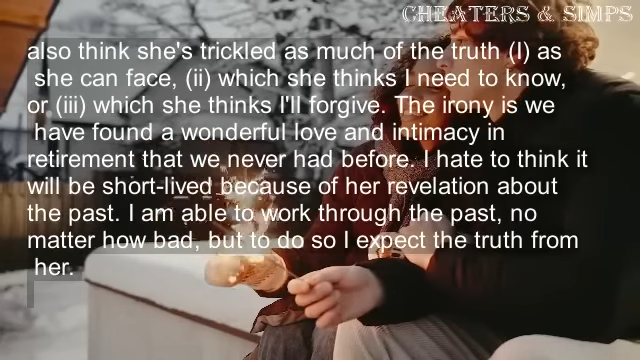 CHEATERS & SIMPS
also think she's trickled as much of the truth (I) as
she can face, (ii) which she thinks I need to know,
or (iii) which she thinks I'll forgive. The irony is we
have found a wonderful love and intimacy in
retirement that we never had before. I hate to think it
will be short-lived because of her revelation about
the past. I am able to work through the past, no
matter how bad, but to do so I expect the truth from
her.